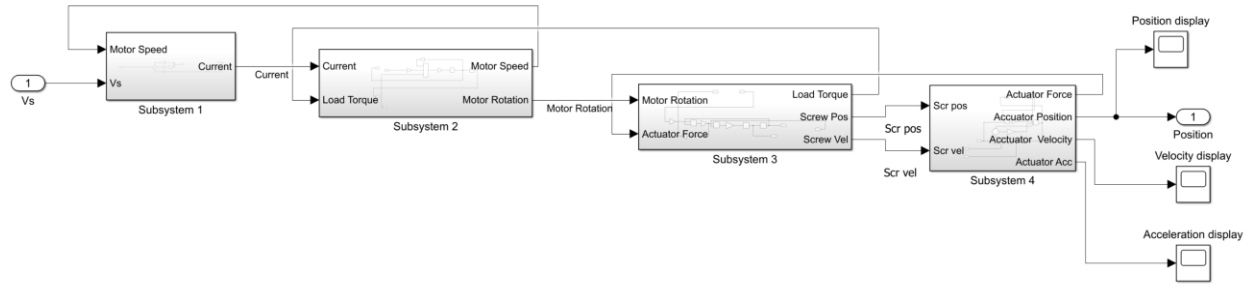 Position display
Motor Speed
Current
Vs
1
Vs
Subsystem 1
Current
Current
Load Torque
Motor Speed
Motor Rotation
Subsystem 2
Motor Rotation
Motor Rotation
Actuator Force
Load Torque
Screw Pos
Screw Vel
Subsystem 3
Scr pos
Scr vel
Scr pos
Scr vel
Actuator Force
Accuator Position
Acctuator Velocity
Actuator Acc
Subsystem 4
1
Position
Velocity display
Acceleration display